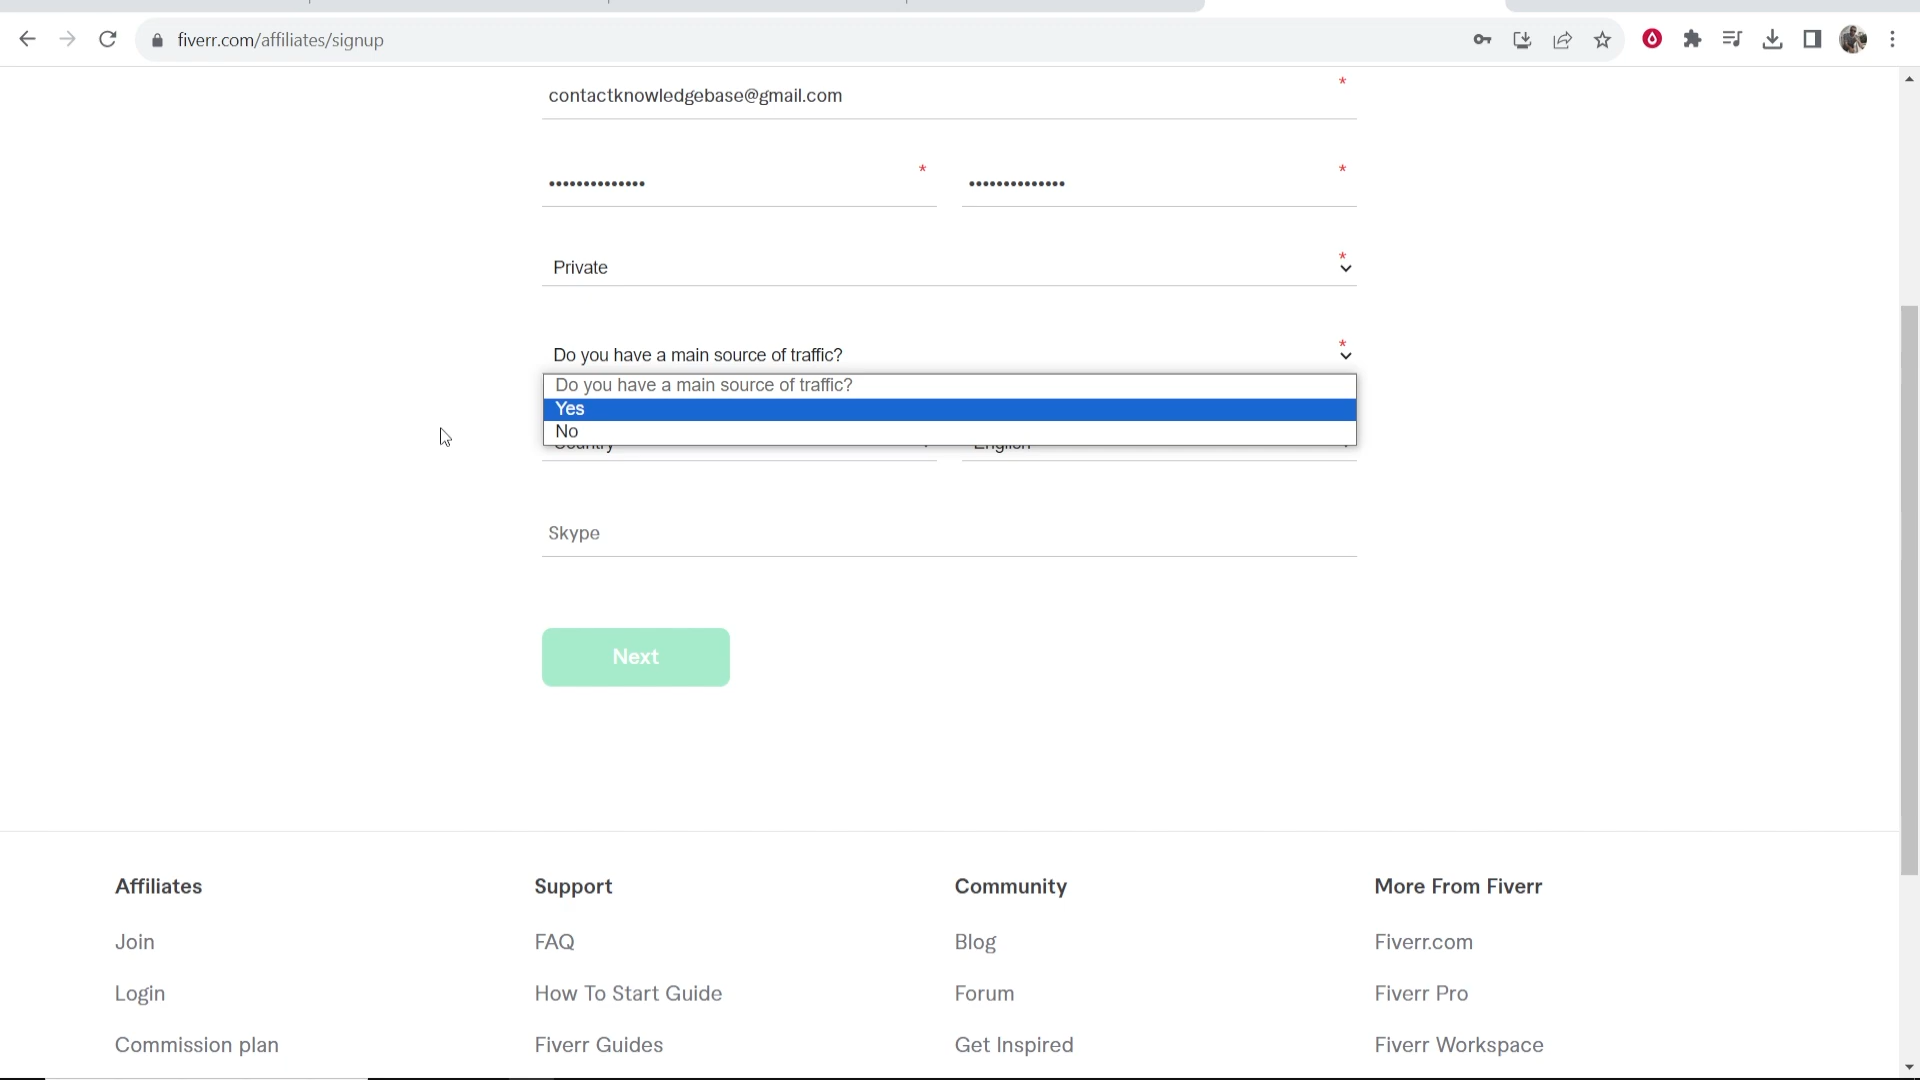 fiverr.com/affiliates/signup
contactknowledgebase@gmail.com *
•••••••••••••• * •••••••••••••• *
Private *
Do you have a main source of traffic? *
Do you have a main source of traffic?
Yes
No
Country English
Skype
Next
Affiliates Support Community More From Fiverr
Join FAQ Blog Fiverr.com
Login How To Start Guide Forum Fiverr Pro
Commission plan Fiverr Guides Get Inspired Fiverr Workspace